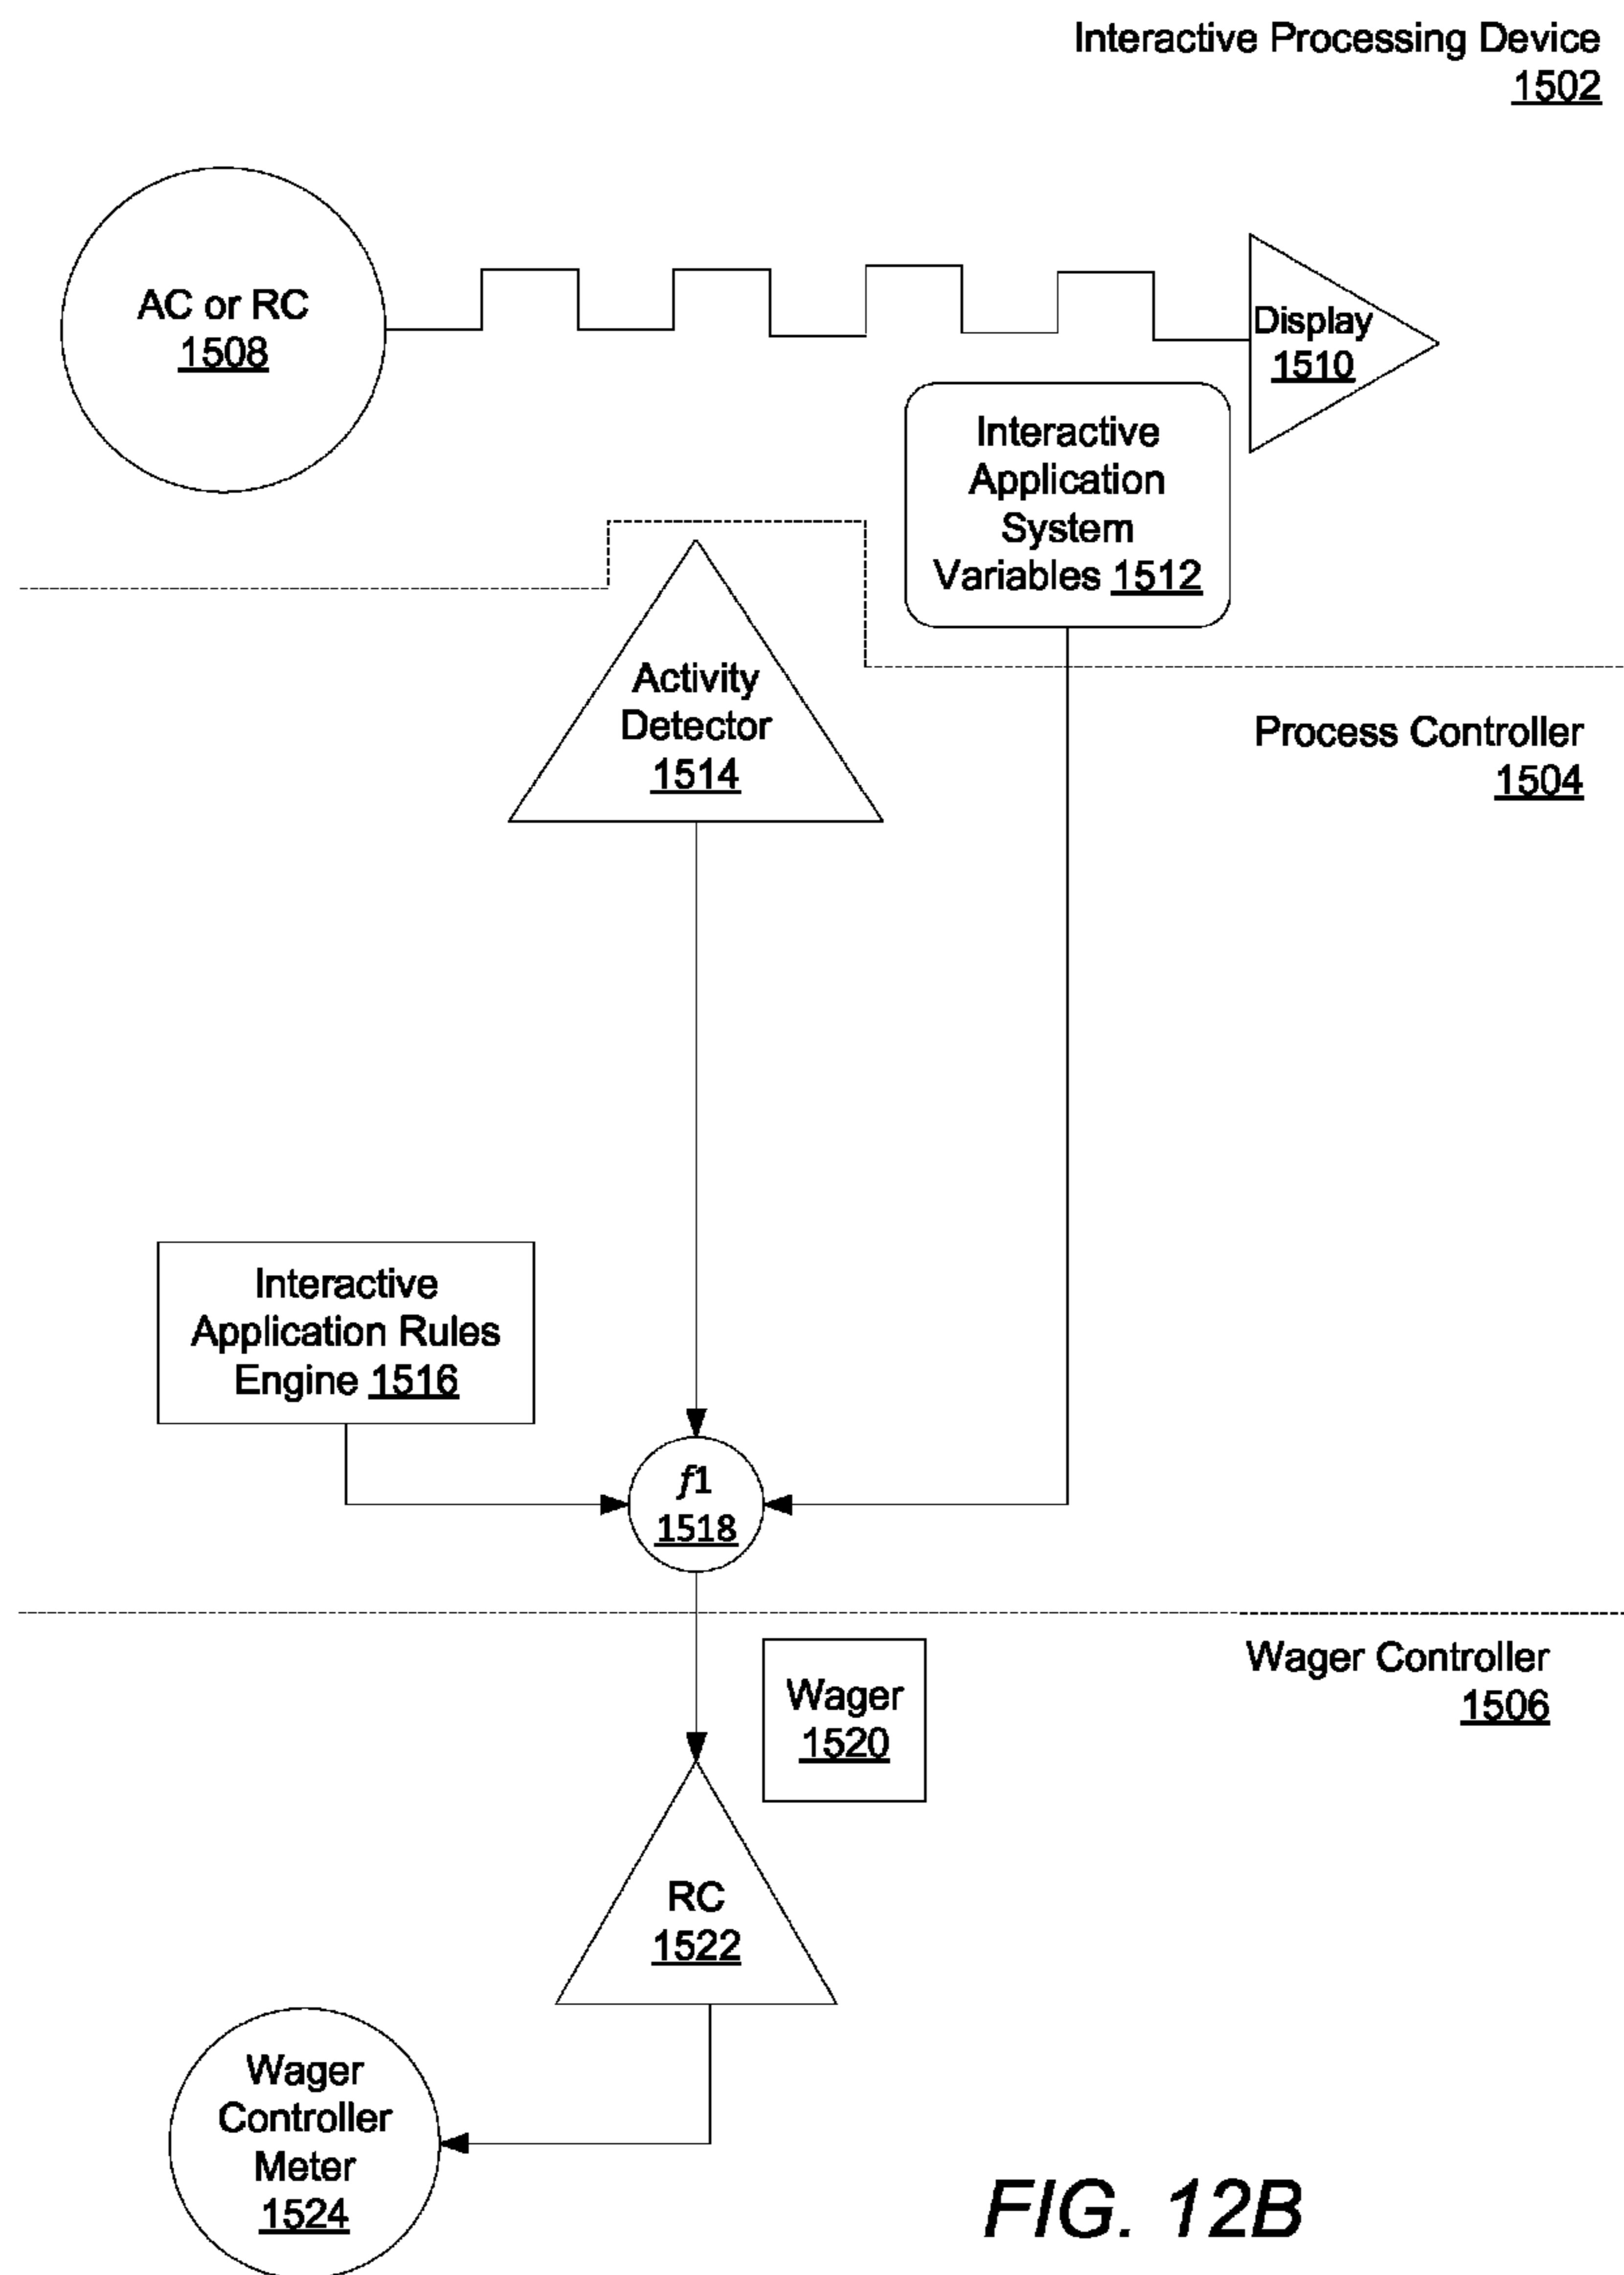 Interactive Processing Device
1502
AC or RC
1508
Display
1510
Interactive
Application
System
Variables 1512
Activity
Detector
1514
Process Controller
1504
Interactive
Application Rules
Engine 1516
f1
1518
Wager Controller
1506
Wager
1520
RC
1522
Wager
Controller
Meter
1524
FIG. 12B